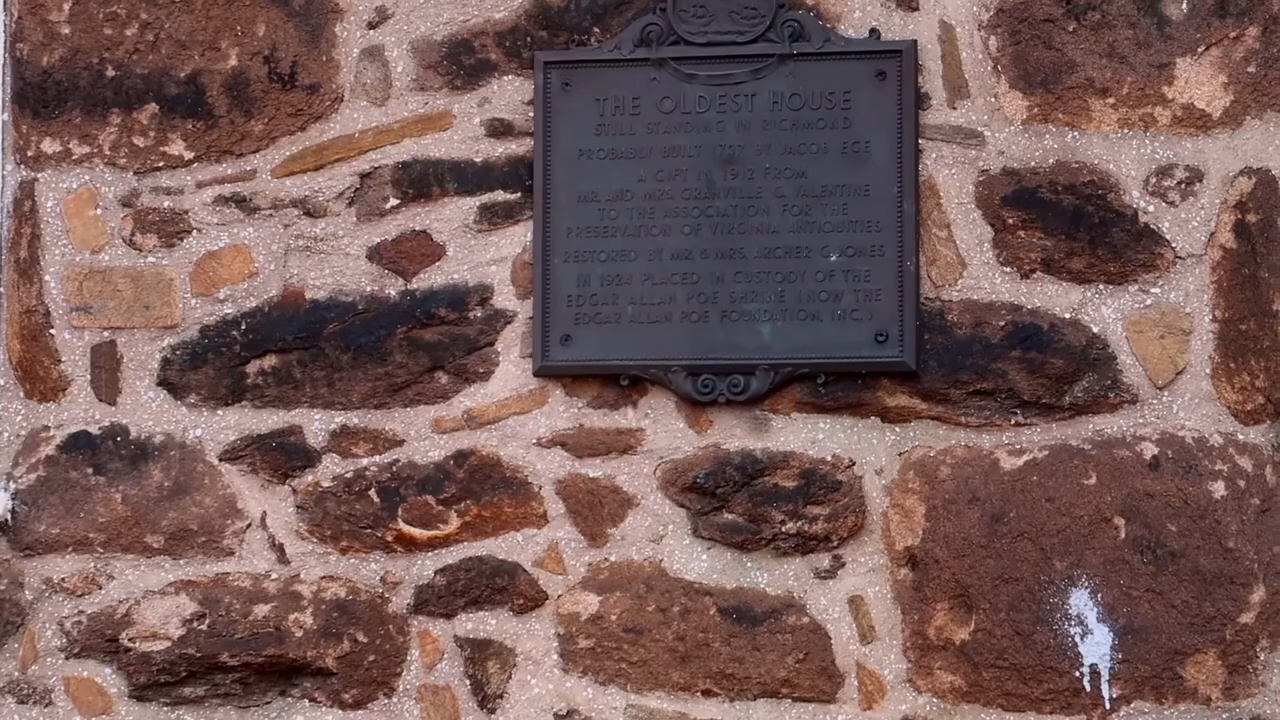 THE OLDEST HOUSE
STILL STANDING IN RICHMOND
PROBABLY BUILT 1737 BY JACOB EGE
A GIFT IN 1912 FROM
MR. AND MRS. GRANVILLE G. VALENTINE
TO THE ASSOCIATION FOR THE
PRESERVATION OF VIRGINIA ANTIQUITIES
RESTORED BY MR. & MRS. ARCHER G. JONES
IN 1924 PLACED IN CUSTODY OF THE
EDGAR ALLAN POE SHRINE (NOW THE
EDGAR ALLAN POE FOUNDATION, INC.)